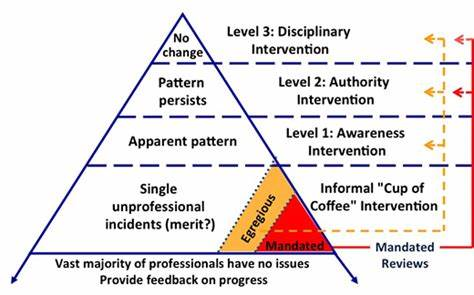 No
change
Level 3: Disciplinary
Intervention
Pattern
persists
Level 2: Authority
Intervention
Apparent pattern
Level 1: Awareness
Intervention
Single
unprofessional
incidents (merit?)
Egregious
Mandated
Informal "Cup of
Coffee" Intervention
Mandated
Reviews
Vast majority of professionals have no issues
Provide feedback on progress